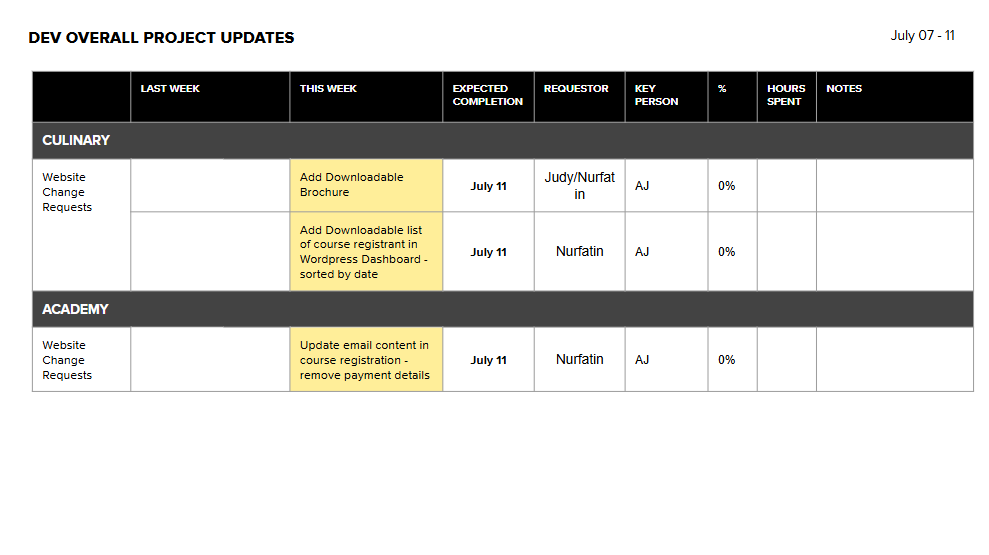 DEV OVERALL PROJECT UPDATES
July 07 - 11
LAST WEEK
THIS WEEK
EXPECTED
COMPLETION
REQUESTOR
KEY
PERSON
%
HOURS
SPENT
NOTES
CULINARY
Website
Change
Requests
Add Downloadable
Brochure
July 11
Judy/Nurfat
in
AJ
0%
Add Downloadable list
of course registrant in
Wordpress Dashboard -
sorted by date
July 11
Nurfatin
AJ
0%
ACADEMY
Website
Change
Requests
Update email content in
course registration -
remove payment details
July 11
Nurfatin
AJ
0%